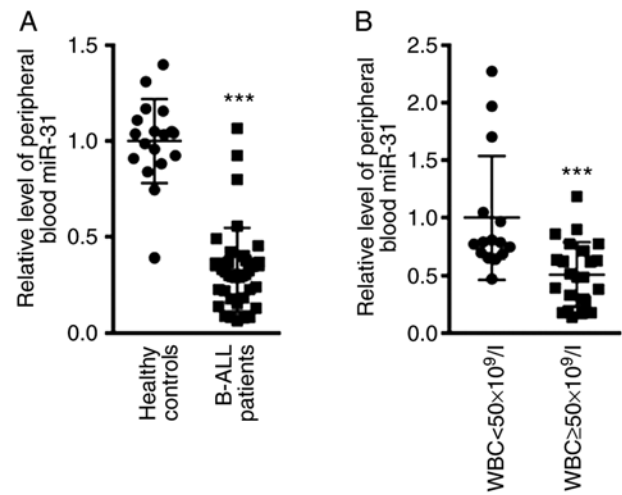 A
Relative level of peripheral
blood miR-31
1.5
1.0
0.5
0.0
***
Healthy
controls
B-ALL
patients
B
Relative level of peripheral
blood miR-31
2.5
2.0
1.5
1.0
0.5
0.0
***
WBC<50×10⁹/l
WBC≥50×10⁹/l